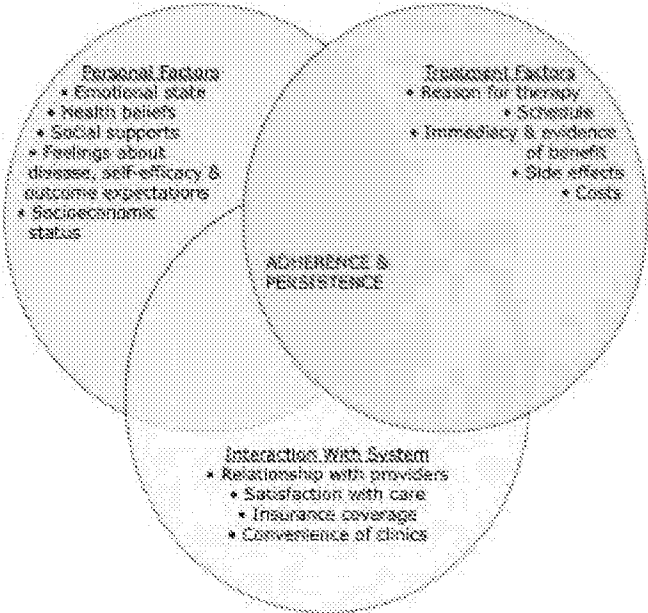 Personal Factors
• Emotional state
• Health beliefs
• Social supports
• Feelings about
disease, self-efficacy &
outcome expectations
• Socioeconomic
status
Treatment Factors
• Reason for therapy
• Schedule
• Immediacy & evidence
of benefit
• Side effects
• Costs
ADHERENCE &
PERSISTENCE
Interaction With System
• Relationship with providers
• Satisfaction with care
• Insurance coverage
• Convenience of clinics